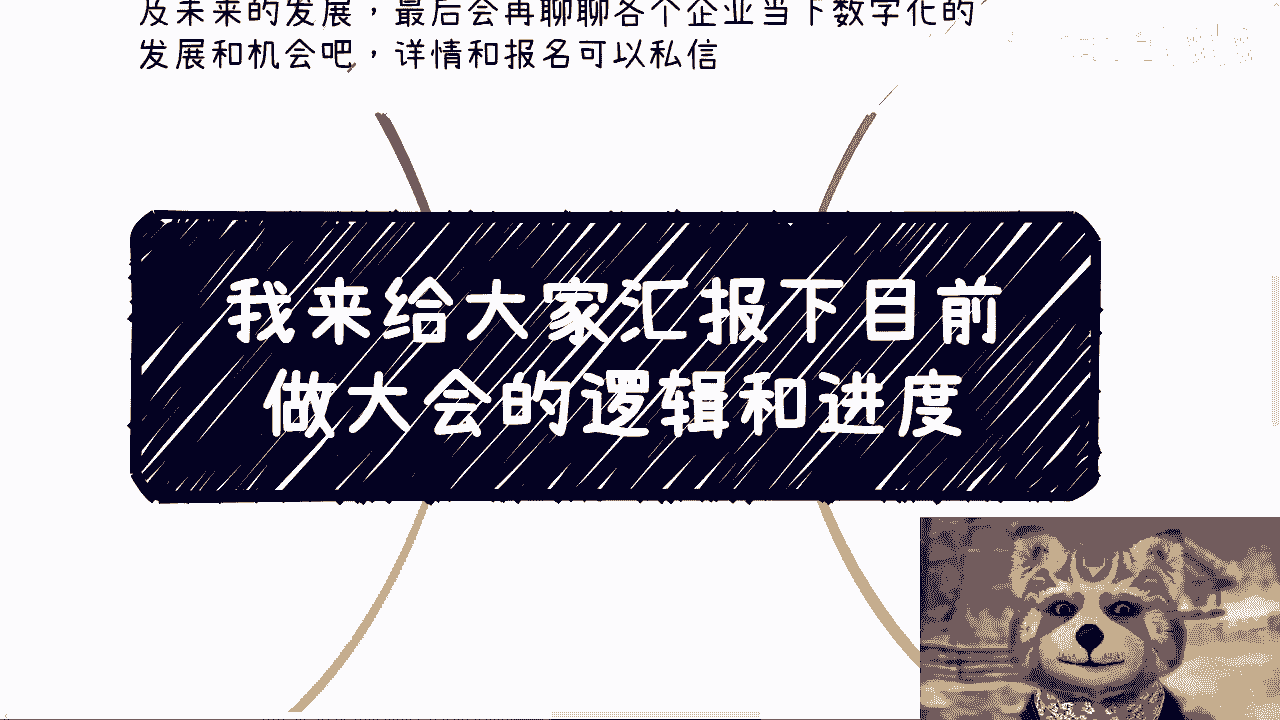 及未来的发展，最后会再聊聊各个企业当下数字化的
发展和机会吧，详情和报名可以私信
我来给大家汇报下目前
做大会的逻辑和进度